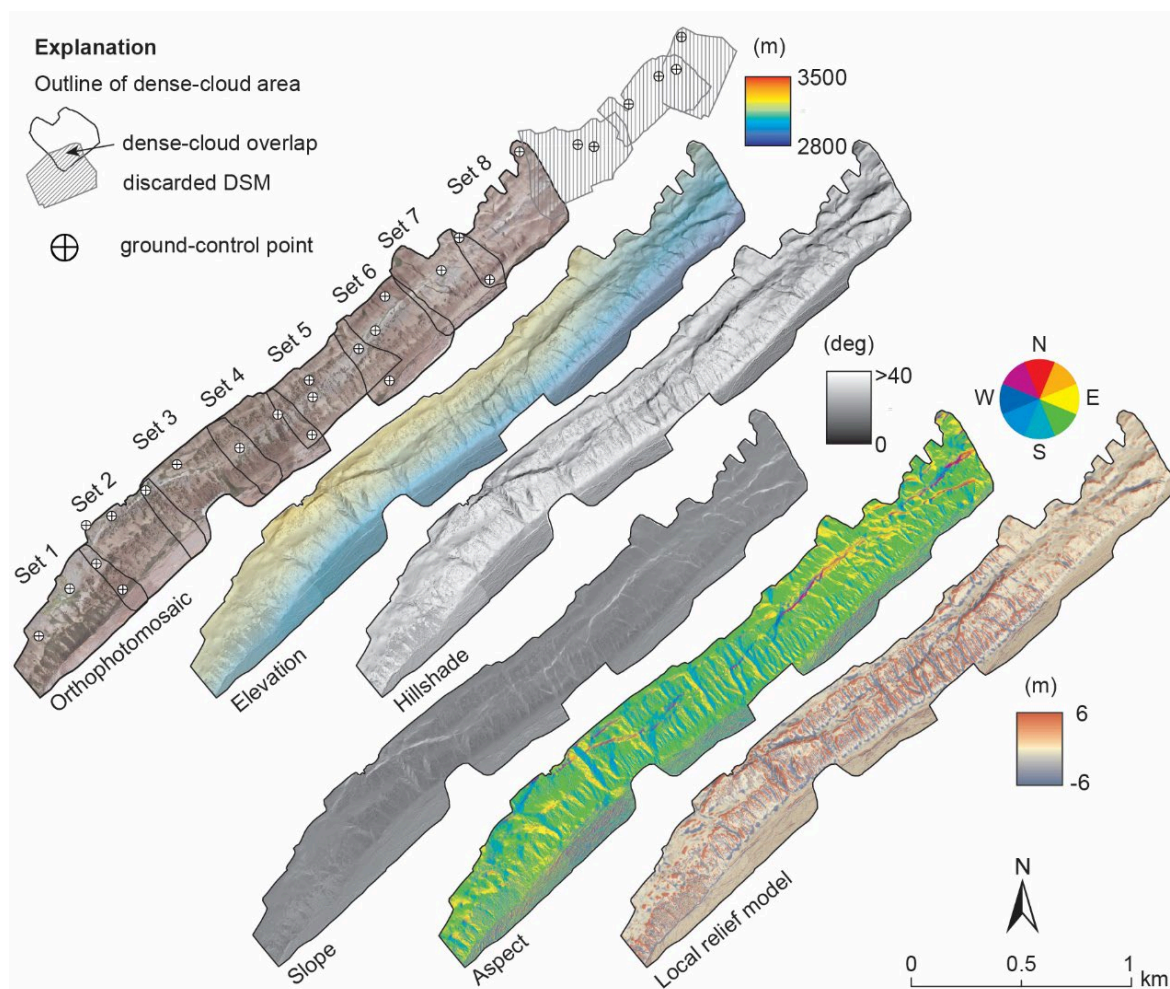 Explanation
Outline of dense-cloud area
dense-cloud overlap
discarded DSM
ground-control point
(m)
3500
2800
Set 8
Set 7
Set 6
Set 5
Set 4
Set 3
Set 2
Set 1
(deg)
>40
0
N
W
E
S
Orthophotomosaic
Elevation
Hillshade
(m)
6
-6
Slope
Aspect
Local relief model
N
0
0.5
1
km